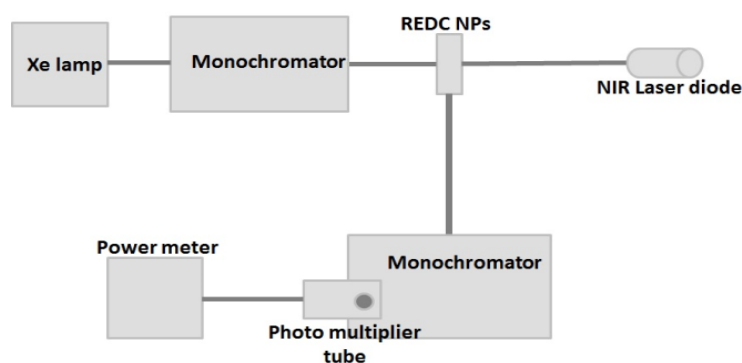 REDC NPs
Xe lamp
Monochromator
NIR Laser diode
Power meter
Monochromator
Photo multiplier
tube